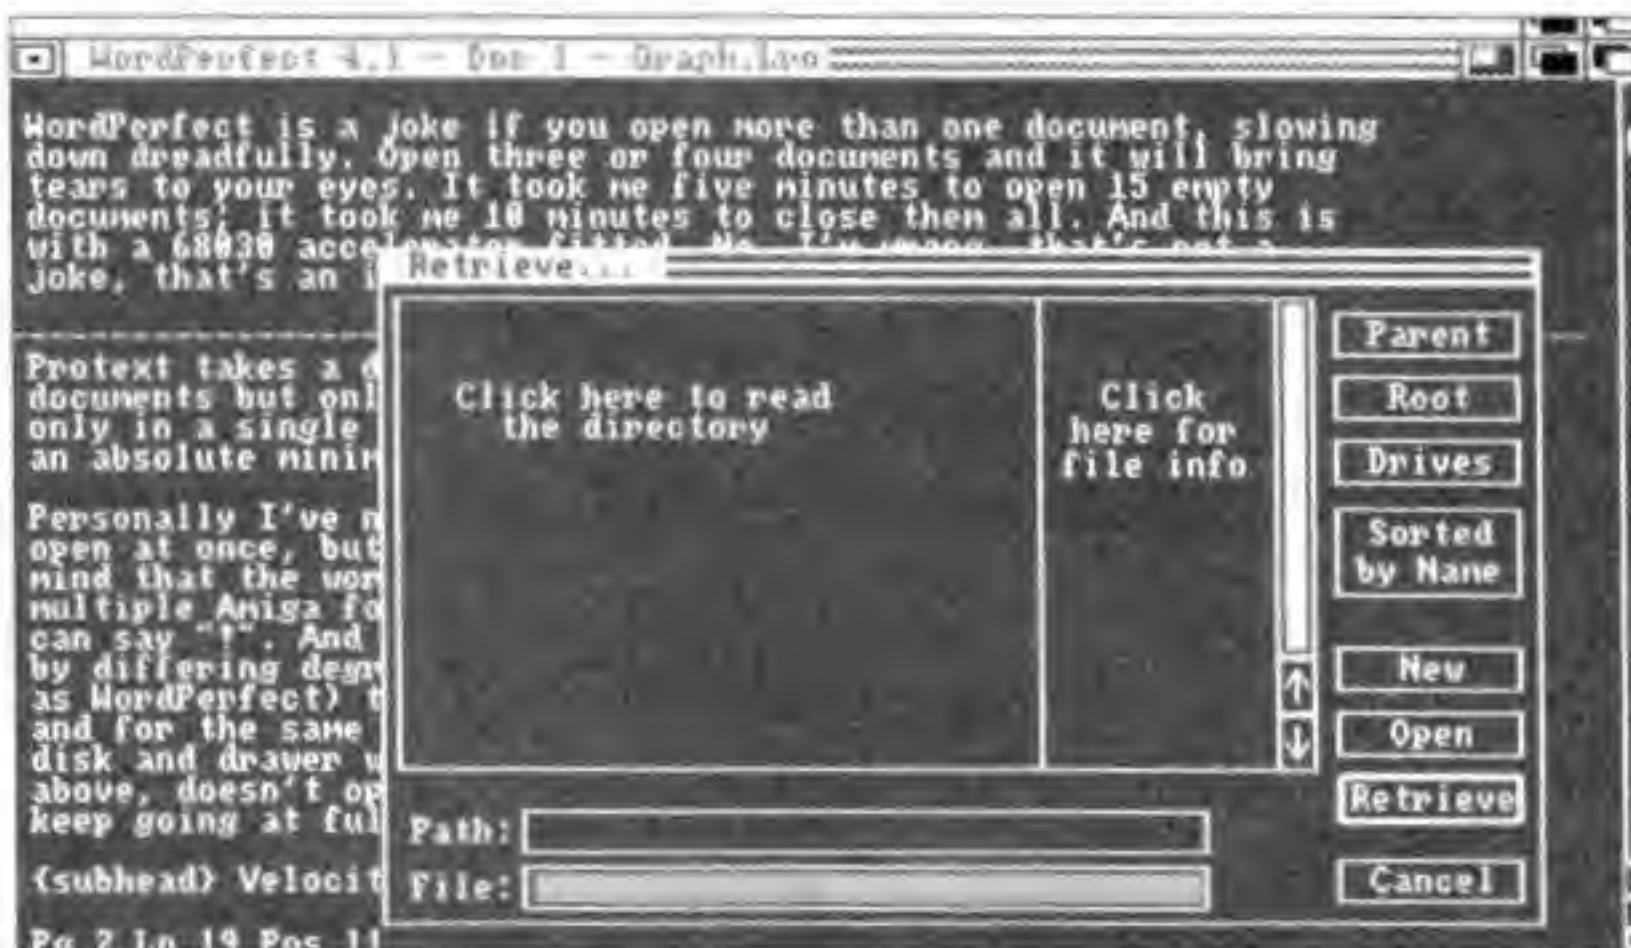 WordPerfect 4.1 - Doc 1 -
WordPerfect is a joke if you open more than one document, slowing
down dreadfully. Open three or four documents and it will bring
tears to your eyes. It took me five minutes to open 15 empty
documents; it took me 10 minutes to close them all. And this is
with a 68030 accelerator fitted. No, I'm wrong, that's not a
joke, that's an i
Protext takes a d
documents but onl
only in a single
an absolute minim
Personally I've n
open at once, but
mind that the wor
multiple Amiga fo
can say "!". And
by differing degr
as WordPerfect) t
and for the same
disk and drawer w
above, doesn't op
keep going at ful
{subhead} Velocit
Pg 2 Ln 19 Pos 11
Retrieve...
Click here to read
the directory
Click
here for
file info
Parent
Root
Drives
Sorted
by Name
New
Open
Retrieve
Cancel
Path:
File: